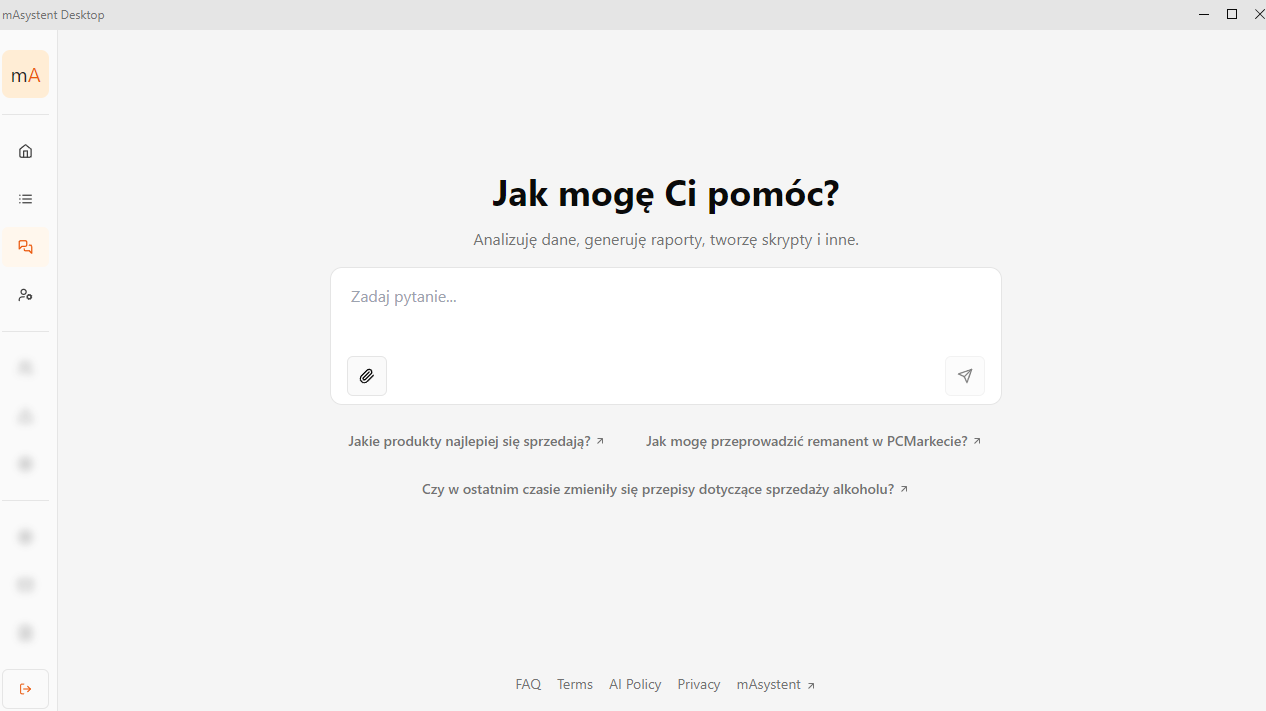 mAsystent Desktop
mA
Jak mogę Ci pomóc?
Analizuję dane, generuję raporty, tworzę skrypty i inne.
Zadaj pytanie...
Jakie produkty najlepiej się sprzedają? ↗
Jak mogę przeprowadzić remanent w PCMarkecie? ↗
Czy w ostatnim czasie zmieniły się przepisy dotyczące sprzedaży alkoholu? ↗
FAQ Terms AI Policy Privacy mAsystent ↗